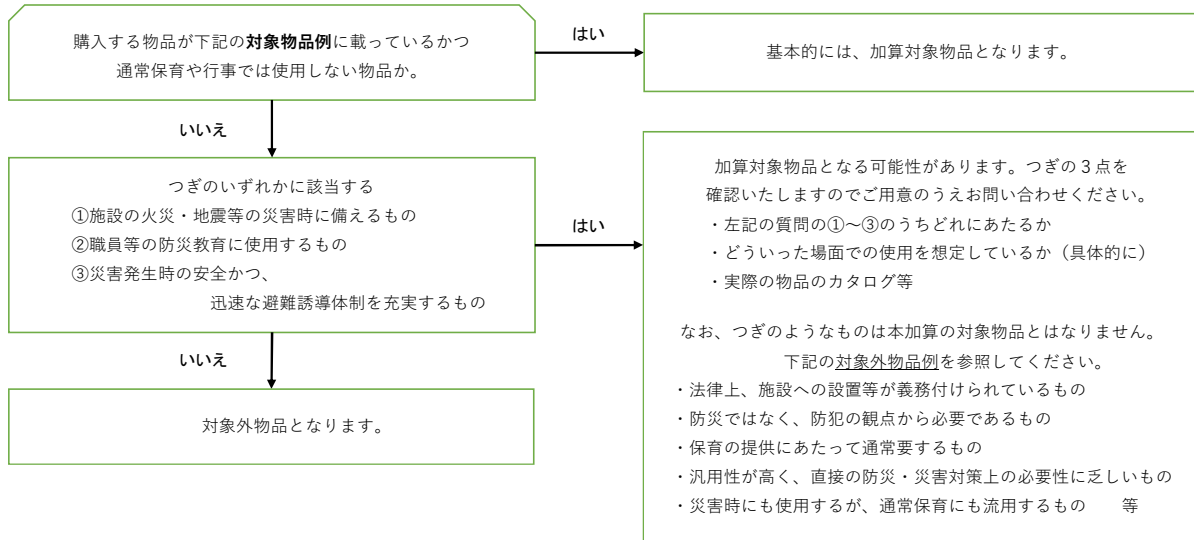 購入する物品が下記の対象物品例に載っているかつ
通常保育や行事では使用しない物品か。
はい
基本的には、加算対象物品となります。
いいえ
つぎのいずれかに該当する
①施設の火災・地震等の災害時に備えるもの
②職員等の防災教育に使用するもの
③災害発生時の安全かつ、
迅速な避難誘導体制を充実するもの
はい
加算対象物品となる可能性があります。つぎの３点を
確認いたしますのでご用意のうえお問い合わせください。
・左記の質問の①～③のうちどれにあたるか
・どういった場面での使用を想定しているか（具体的に）
・実際の物品のカタログ等
なお、つぎのようなものは本加算の対象物品とはなりません。
下記の対象外物品例を参照してください。
・法律上、施設への設置等が義務付けられているもの
・防災ではなく、防犯の観点から必要であるもの
・保育の提供にあたって通常要するもの
・汎用性が高く、直接の防災・災害対策上の必要性に乏しいもの
・災害時にも使用するが、通常保育にも流用するもの　　等
いいえ
対象外物品となります。